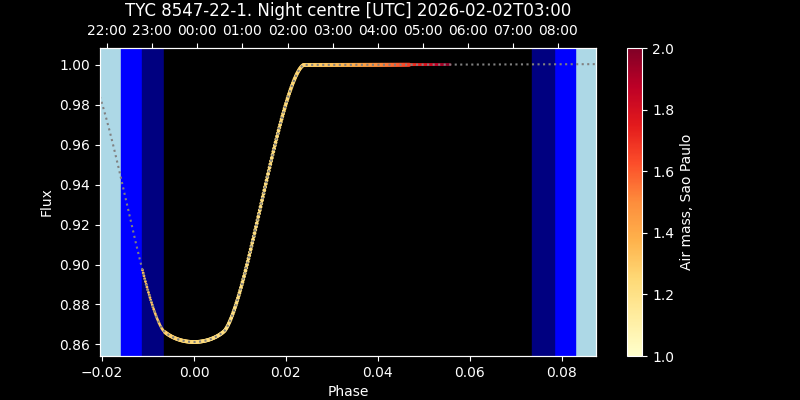 TYC 8547-22-1. Night centre [UTC] 2026-02-02T03:00
22:00 23:00 00:00 01:00 02:00 03:00 04:00 05:00 06:00 07:00 08:00
1.00
0.98
0.96
0.94
0.92
0.90
0.88
0.86
Flux
−0.02 0.00 0.02 0.04 0.06 0.08
Phase
2.0
1.8
1.6
1.4
1.2
1.0
Air mass, Sao Paulo